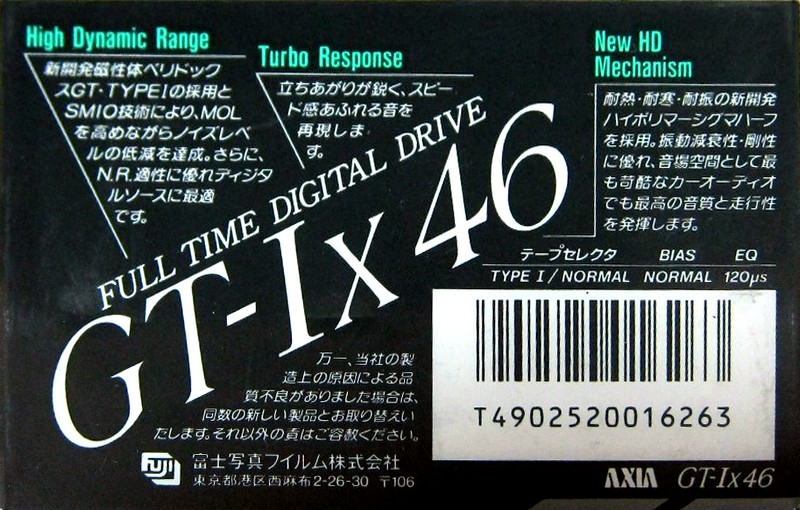 High Dynamic Range
新開発磁性体ベリドック
スGT・TYPEIの採用と
SMIO技術により、MOL
を高めながらノイズレベ
ルの低減を達成。さらに、
N.R.適性に優れディジタ
ルソースに最適
です。
Turbo Response
立ちあがりが鋭く、スピー
ド感あふれる音を
再現しま
す。
New HD
Mechanism
耐熱・耐寒・耐振の新開発
ハイポリマーシグマハーフ
を採用。振動減衰性・剛性
に優れ、音場空間として最
も苛酷なカーオーディオ
でも最高の音質と走行性
を発揮します。
FULL TIME DIGITAL DRIVE
GT-Ix 46
テープセレクタ BIAS EQ
TYPE I/NORMAL NORMAL 120μs
万一、当社の製
造上の原因による品
質不良がありました場合は、
同数の新しい製品とお取り替えい
たします。それ以外の責はご容赦ください。
FUJI 富士写真フイルム株式会社
東京都港区西麻布2-26-30 〒106
T4902520016263
AXIA GT-Ix46